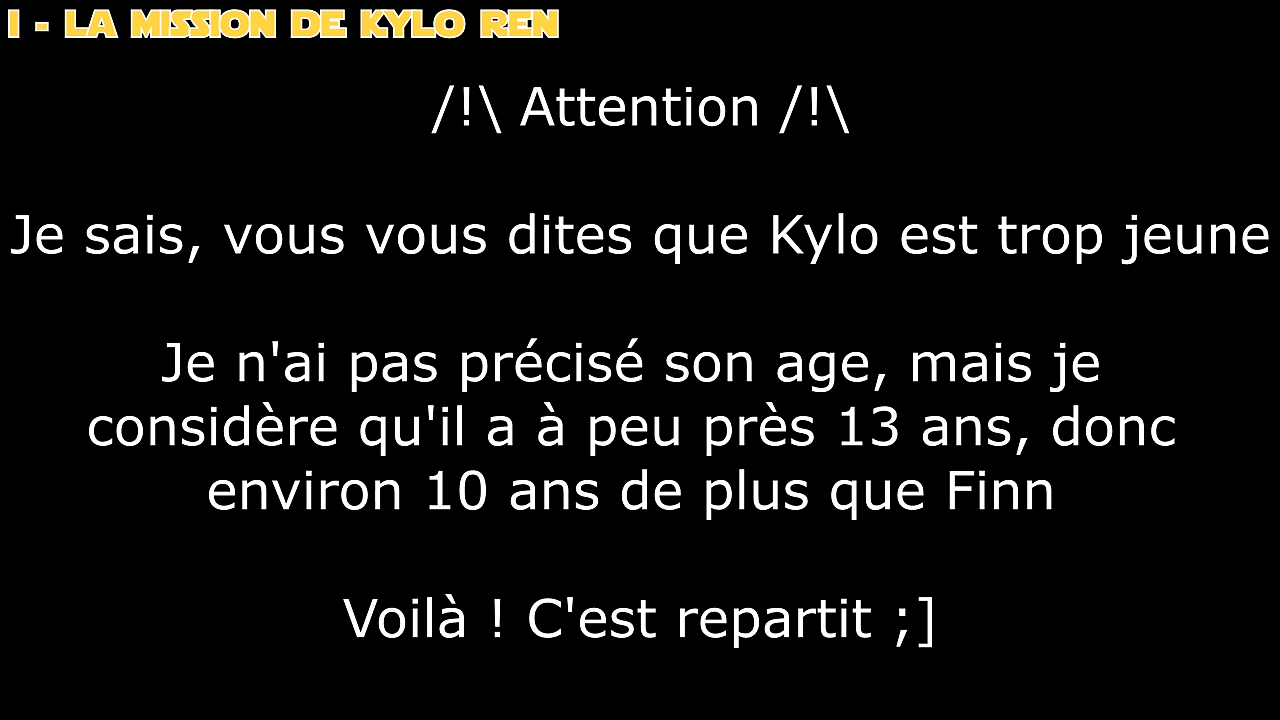 I - LA MISSION DE KYLO REN
/!\ Attention /!\
Je sais, vous vous dites que Kylo est trop jeune
Je n'ai pas précisé son age, mais je
considère qu'il a à peu près 13 ans, donc
environ 10 ans de plus que Finn
Voilà ! C'est repartit ;]